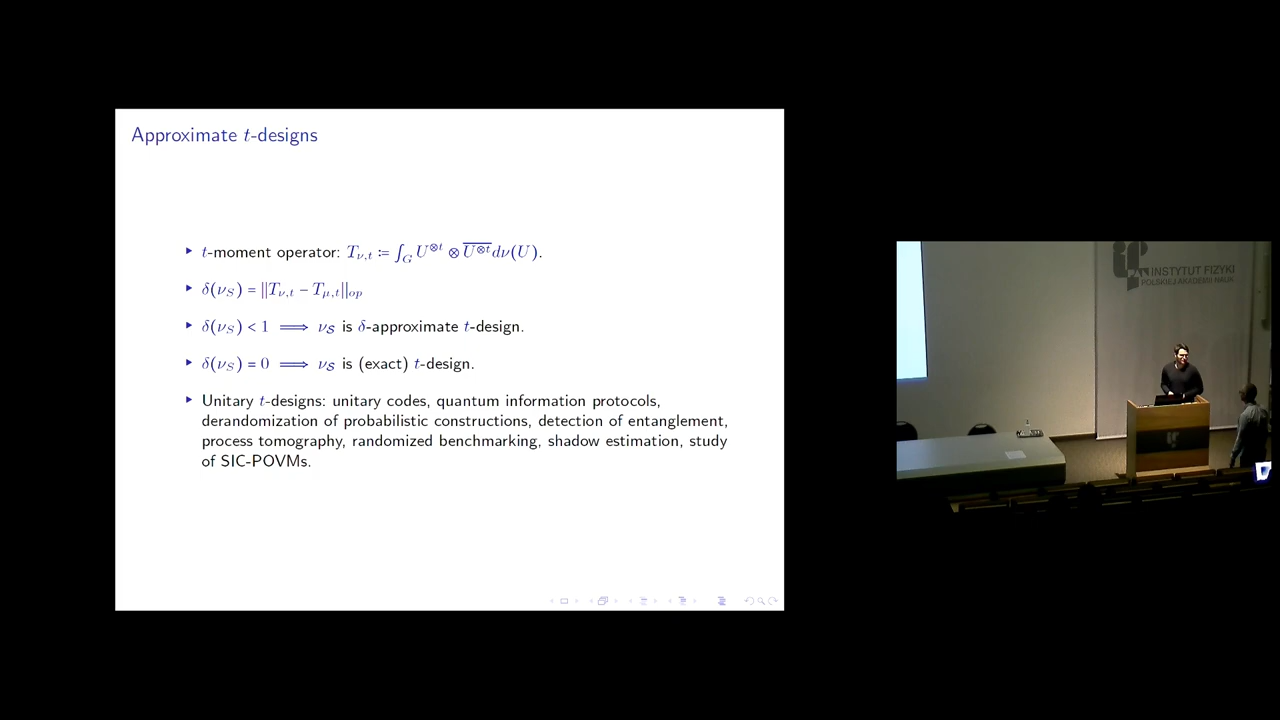 Approximate t-designs
▸ t-moment operator: T_{ν,t} ≔ ∫_G U^{⊗t} ⊗ \overline{U^{⊗t}} dν(U).
▸ δ(ν_S) = ||T_{ν,t} − T_{μ,t}||_{op}
▸ δ(ν_S) < 1 ⟹ ν_𝒮 is δ-approximate t-design.
▸ δ(ν_S) = 0 ⟹ ν_𝒮 is (exact) t-design.
▸ Unitary t-designs: unitary codes, quantum information protocols,
derandomization of probabilistic constructions, detection of entanglement,
process tomography, randomized benchmarking, shadow estimation, study
of SIC-POVMs.
INSTYTUT FIZYKI
POLSKIEJ AKADEMII NAUK